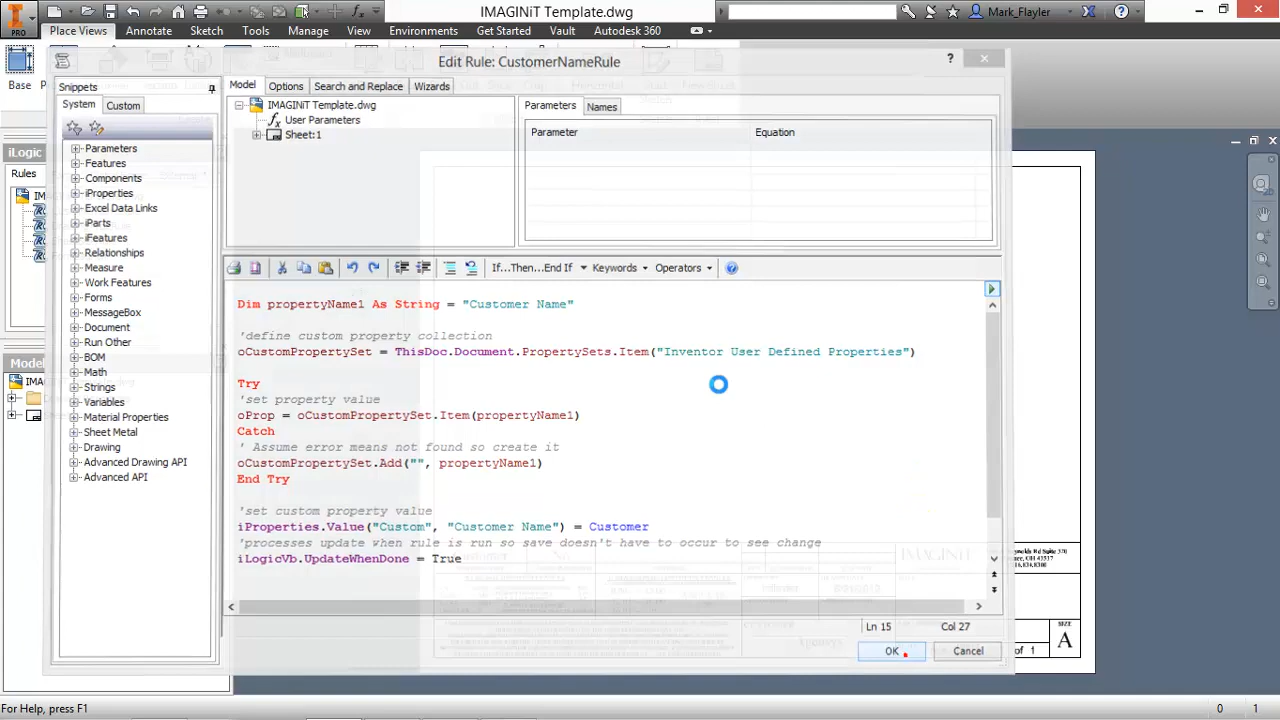 PRO
IMAGINiT Template.dwg
Mark_Flayler
Place Views Annotate Sketch Tools Manage View Environments Get Started Vault Autodesk 360
Base
Edit Rule: CustomerNameRule
Snippets
System Custom
Parameters
Features
Components
iProperties
Excel Data Links
iParts
iFeatures
Relationships
Measure
Work Features
Forms
MessageBox
Document
Run Other
BOM
Math
Strings
Variables
Material Properties
Sheet Metal
Drawing
Advanced Drawing API
Advanced API
Model Options Search and Replace Wizards
IMAGINiT Template.dwg
User Parameters
Sheet:1
Parameters Names
Parameter Equation
If...Then...End If Keywords Operators
Dim propertyName1 As String = "Customer Name"
'define custom property collection
oCustomPropertySet = ThisDoc.Document.PropertySets.Item("Inventor User Defined Properties")
Try
'set property value
oProp = oCustomPropertySet.Item(propertyName1)
Catch
' Assume error means not found so create it
oCustomPropertySet.Add("", propertyName1)
End Try
'set custom property value
iProperties.Value("Custom", "Customer Name") = Customer
'processes update when rule is run so save doesn't have to occur to see change
iLogicVb.UpdateWhenDone = True
Ln 15 Col 27
OK Cancel
iLogic
Rules
Model
IMAGINiT
SIZE
A
of 1
For Help, press F1
0 1